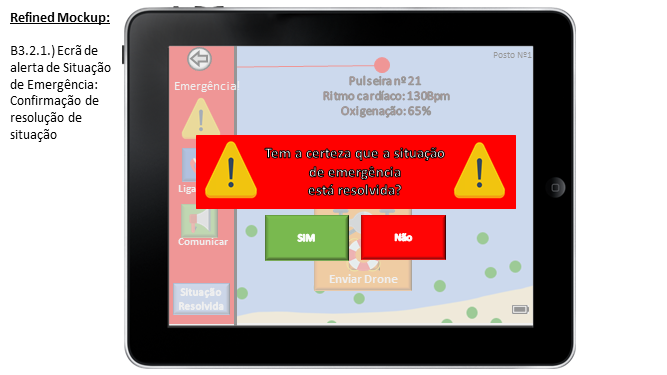 Refined Mockup:
B3.2.1.) Ecrã de
alerta de Situação
de Emergência:
Confirmação de
resolução de
situação
Posto Nº1
Emergência!
Pulseira nº 21
Ritmo cardíaco: 130Bpm
Oxigenação: 65%
Tem a certeza que a situação
de emergência
está resolvida?
SIM
Não
Liga
Comunicar
Enviar Drone
Situação
Resolvida